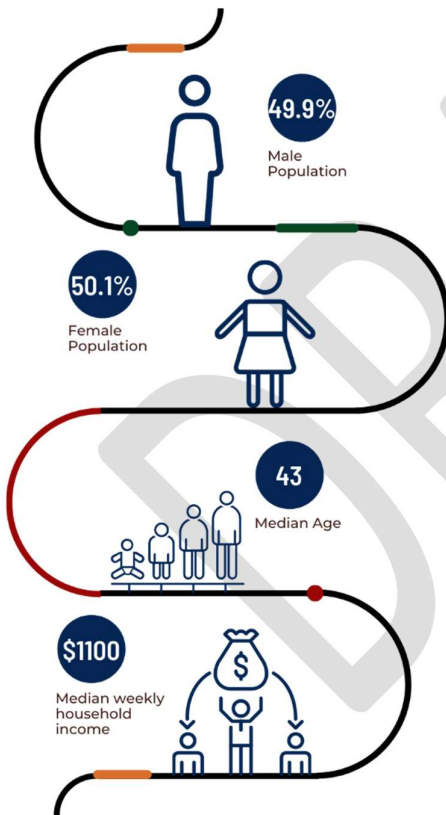 49.9%
Male
Population
50.1%
Female
Population
43
Median Age
$1100
Median weekly
household
income
$